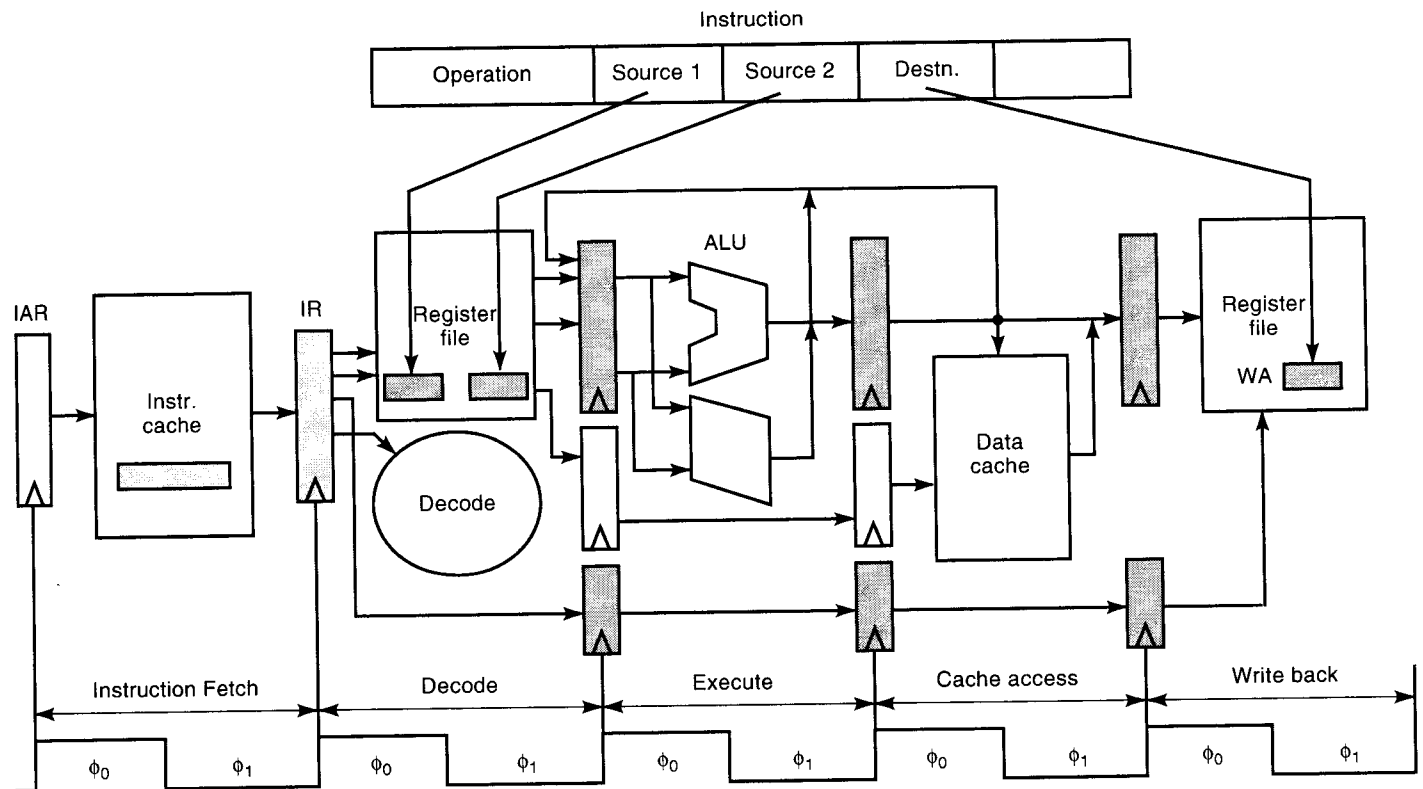 Instruction
Operation Source 1 Source 2 Destn.
ALU
IAR
IR
Register
file
Register
file
WA
Instr.
cache
Decode
Data
cache
Instruction Fetch Decode Execute Cache access Write back
ϕ0 ϕ1 ϕ0 ϕ1 ϕ0 ϕ1 ϕ0 ϕ1 ϕ0 ϕ1